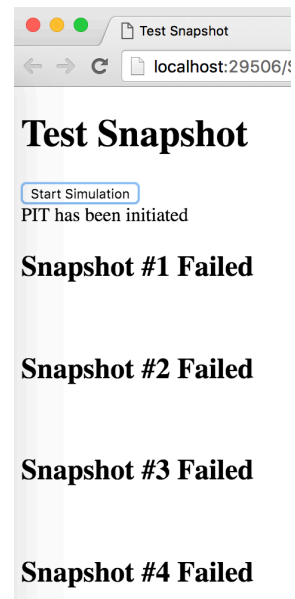 Test Snapshot
localhost:29506/
Test Snapshot
Start Simulation
PIT has been initiated
Snapshot #1 Failed
Snapshot #2 Failed
Snapshot #3 Failed
Snapshot #4 Failed